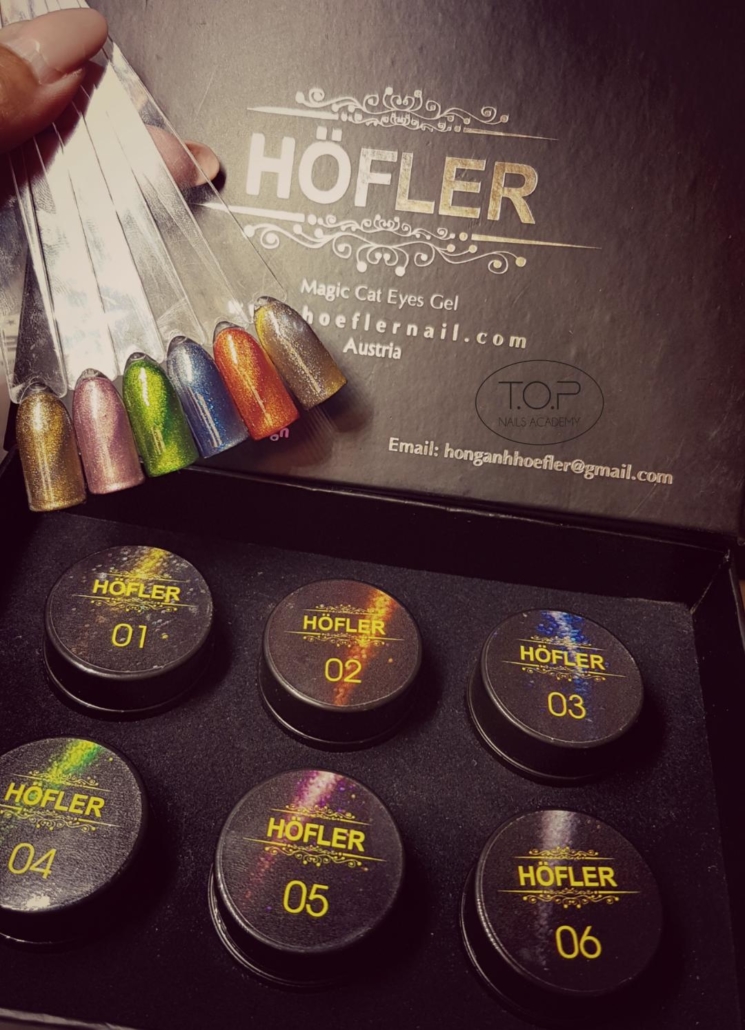 HÖFLER
Magic Cat Eyes Gel
hoeflernail.com
Austria
T.O.P
NAILS ACADEMY
Email: honganhhoefler@gmail.com
HÖFLER
01
HÖFLER
02
HÖFLER
03
HÖFLER
04
HÖFLER
05
HÖFLER
06